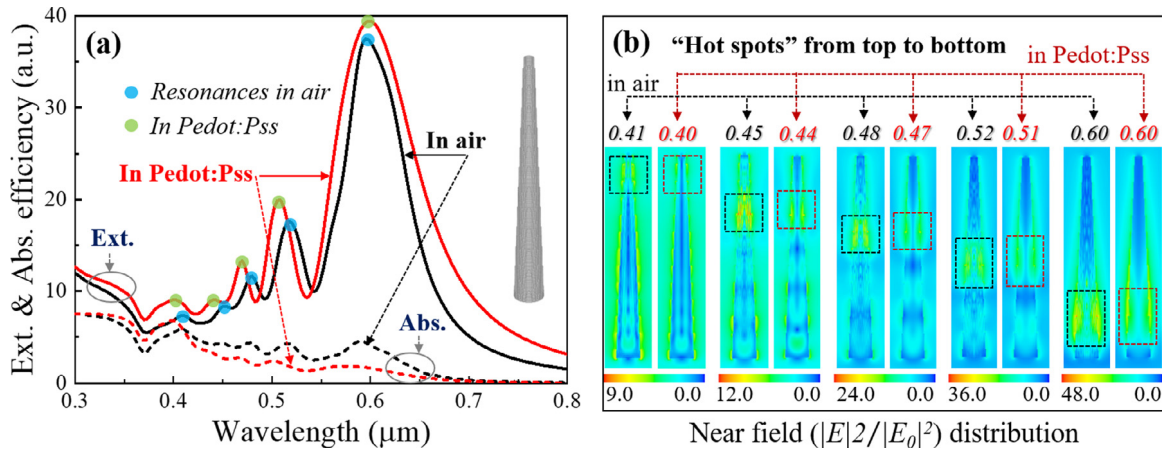 (a)
Resonances in air
In Pedot:Pss
In air
In Pedot:Pss
Ext.
Abs.
Ext. & Abs. efficiency (a.u.)
40
30
20
10
0
0.3 0.4 0.5 0.6 0.7 0.8
Wavelength (μm)
(b) “Hot spots” from top to bottom
in Pedot:Pss
in air
0.41 0.40 0.45 0.44 0.48 0.47 0.52 0.51 0.60 0.60
9.0 0.0 12.0 0.0 24.0 0.0 36.0 0.0 48.0 0.0
Near field (|E|2/|E₀|²) distribution